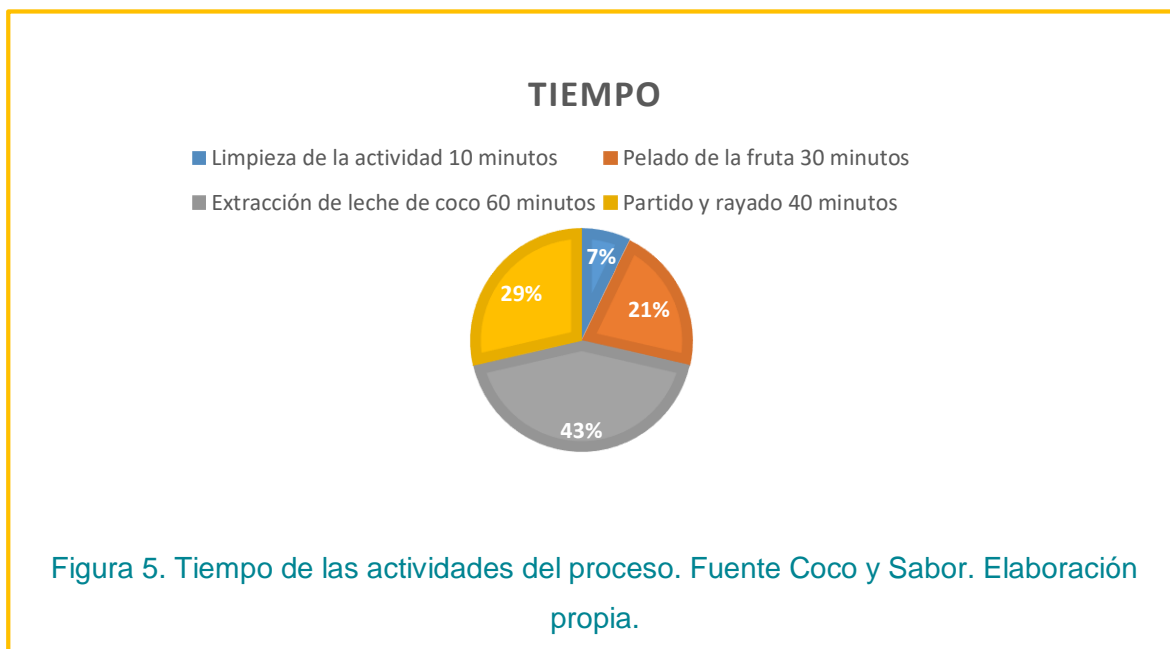 TIEMPO
Limpieza de la actividad 10 minutos
Pelado de la fruta 30 minutos
Extracción de leche de coco 60 minutos
Partido y rayado 40 minutos
7%
29%
21%
43%
Figura 5. Tiempo de las actividades del proceso. Fuente Coco y Sabor. Elaboración
propia.